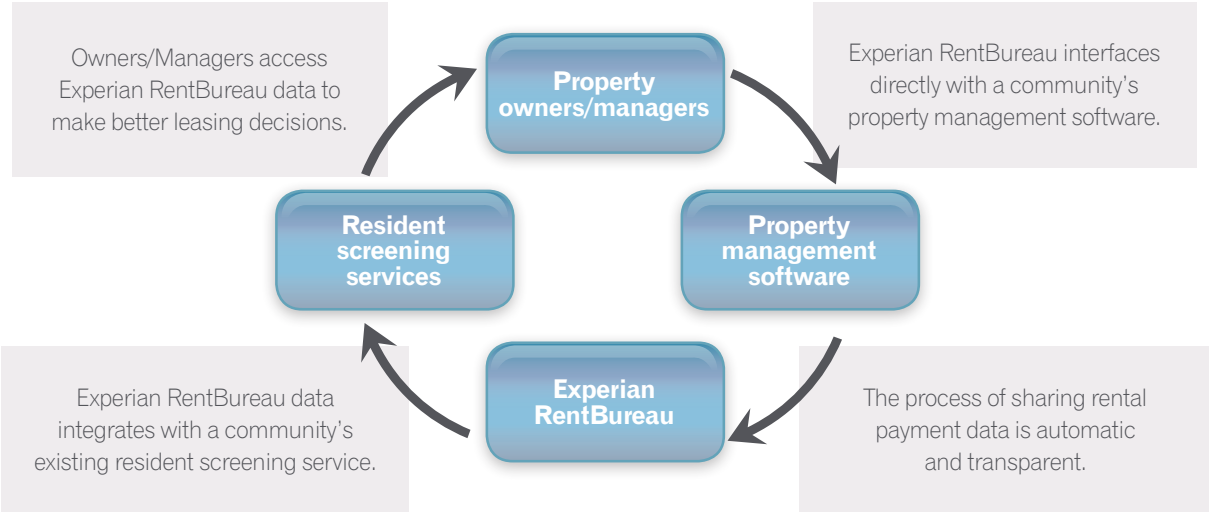 Owners/Managers access
Experian RentBureau data to
make better leasing decisions.
Property
owners/managers
Experian RentBureau interfaces
directly with a community’s
property management software.
Resident
screening
services
Property
management
software
Experian RentBureau data
integrates with a community’s
existing resident screening service.
Experian
RentBureau
The process of sharing rental
payment data is automatic
and transparent.